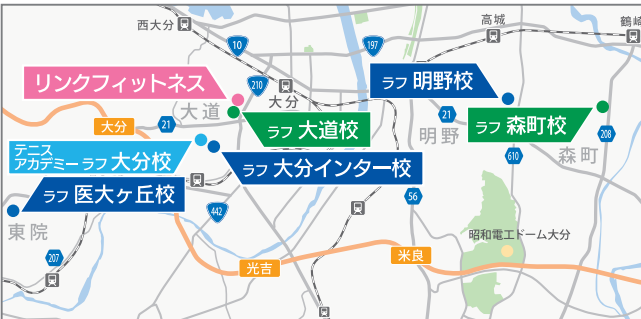 西大分
高城
鶴崎
10
197
リンクフィットネス
210
ラフ 明野校
大道
大分
大分
21
ラフ 大道校
21
明野
ラフ 森町校
208
森町
610
テニス
アカデミー ラフ 大分校
ラフ 大分インター校
ラフ 医大ヶ丘校
442
56
東院
昭和電工ドーム大分
207
光吉
米良